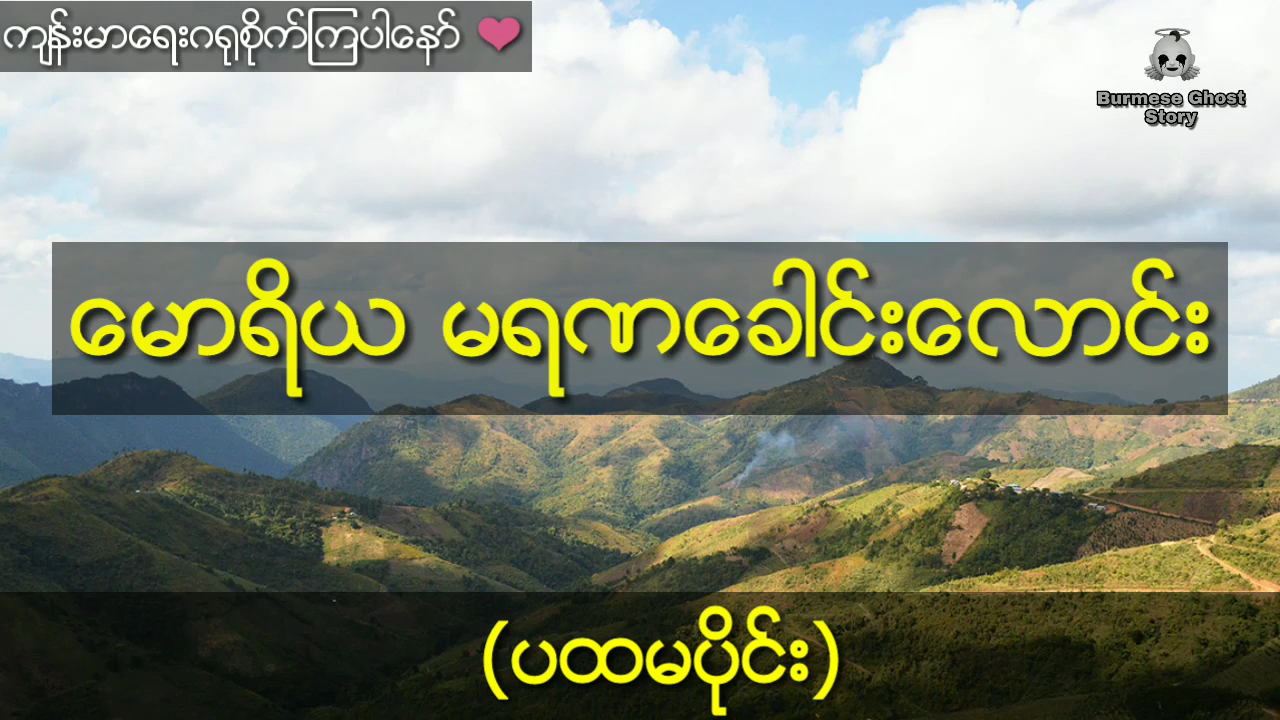 ကျန်းမာရေးဂရုစိုက်ကြပါနော် ❤
Burmese Ghost
Story
မောရိယ မရဏခေါင်းလောင်း
(ပထမပိုင်း)